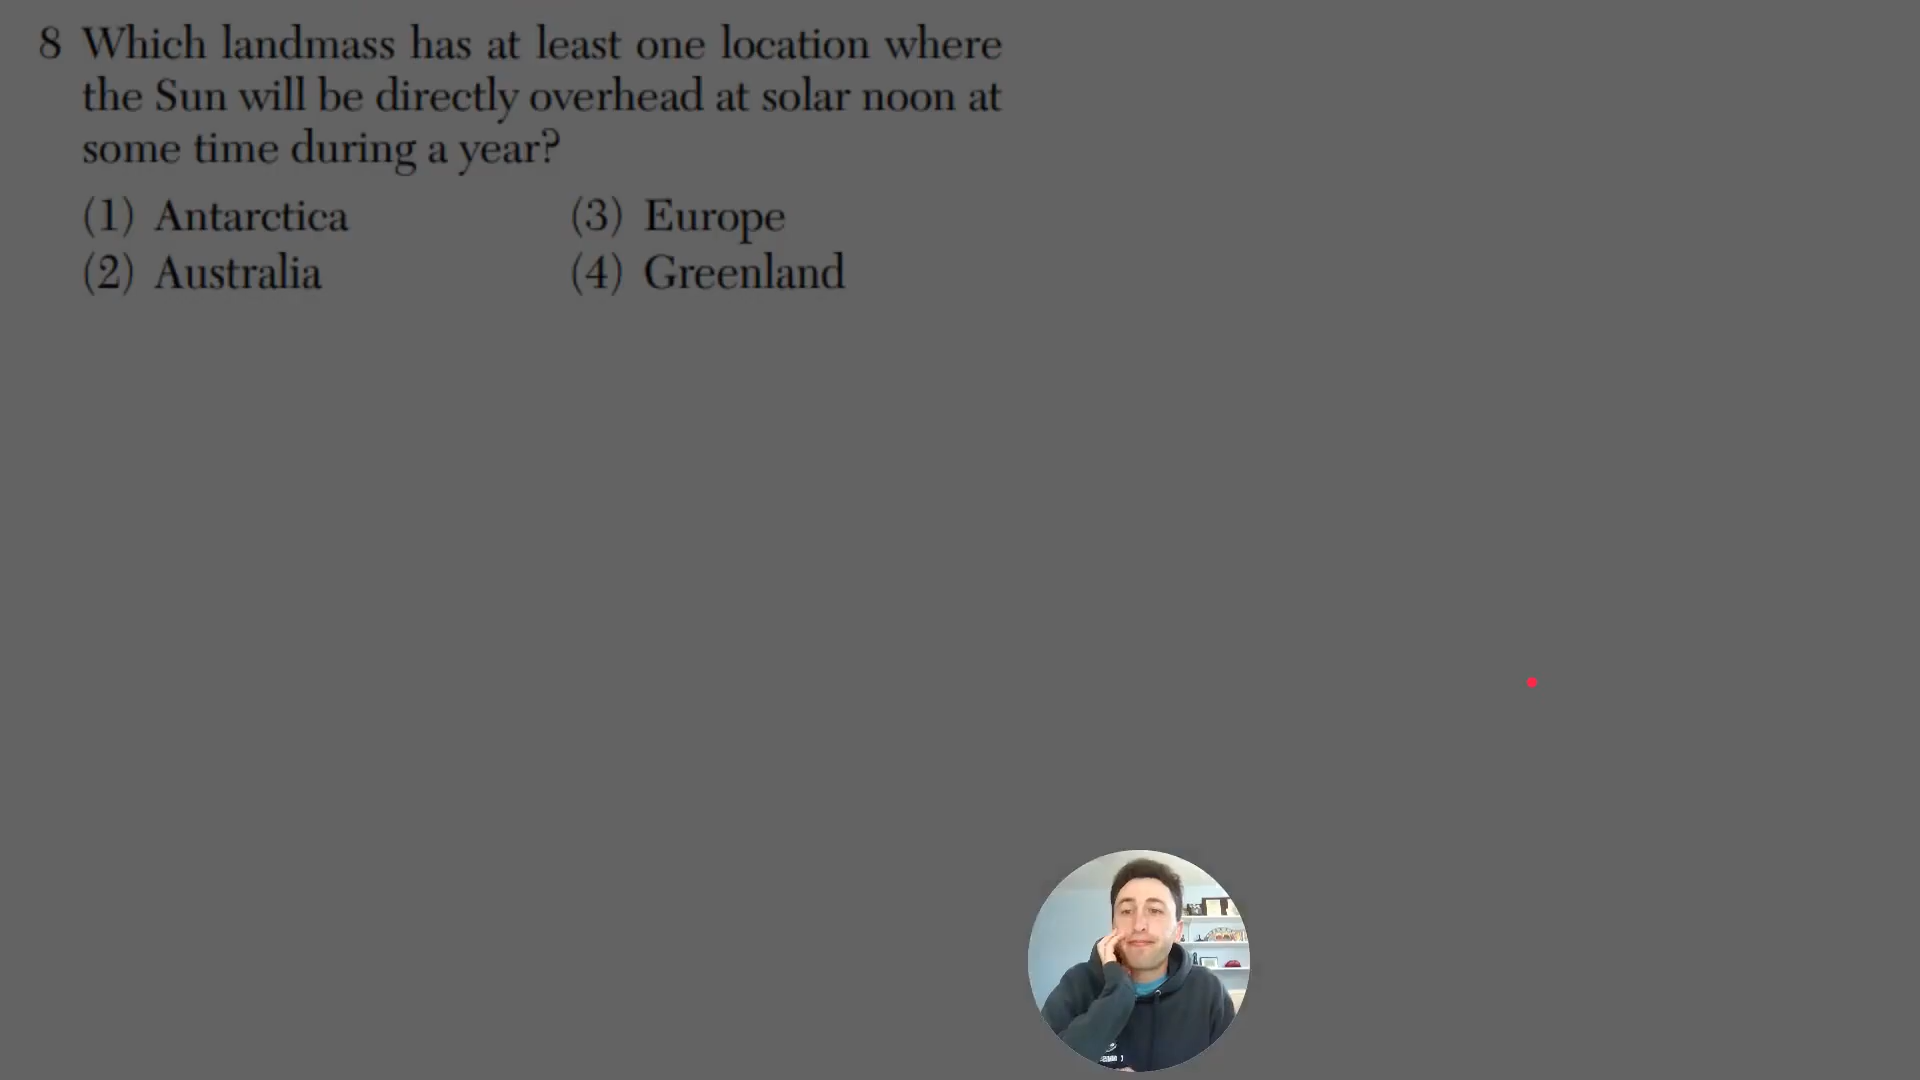 8 Which landmass has at least one location where
the Sun will be directly overhead at solar noon at
some time during a year?
(1) Antarctica
(2) Australia
(3) Europe
(4) Greenland